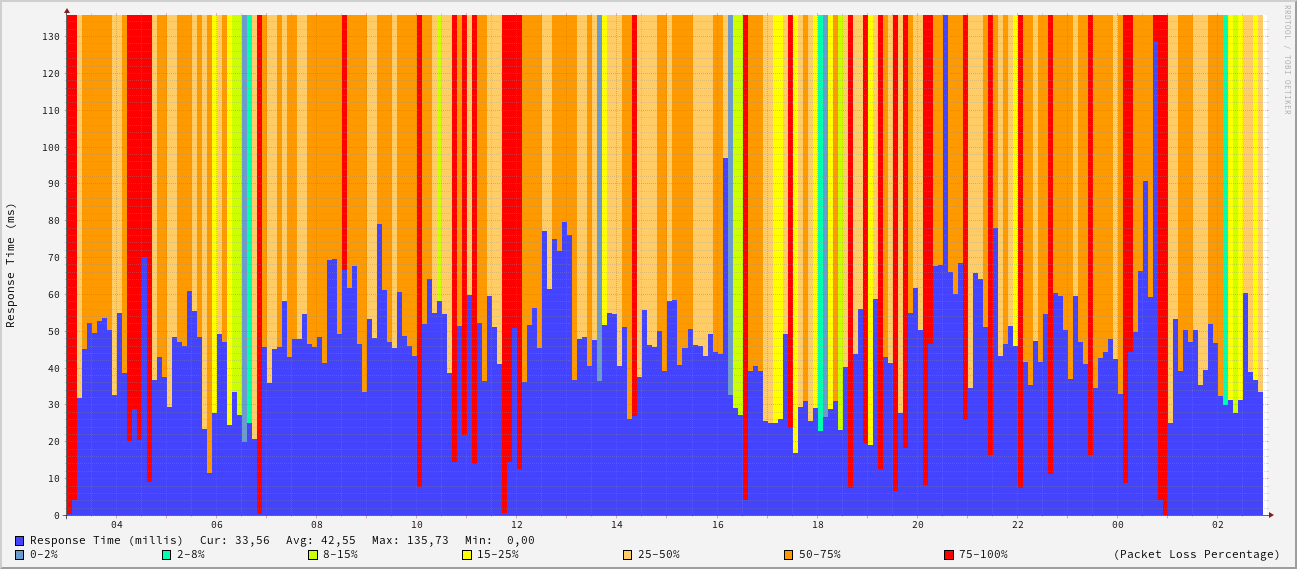 RRDTOOL / TOBI OETIKER
Response Time (ms)
130
120
110
100
90
80
70
60
50
40
30
20
10
0
04 06 08 10 12 14 16 18 20 22 00 02
Response Time (millis) Cur: 33,56 Avg: 42,55 Max: 135,73 Min: 0,00
0-2% 2-8% 8-15% 15-25% 25-50% 50-75% 75-100% (Packet Loss Percentage)